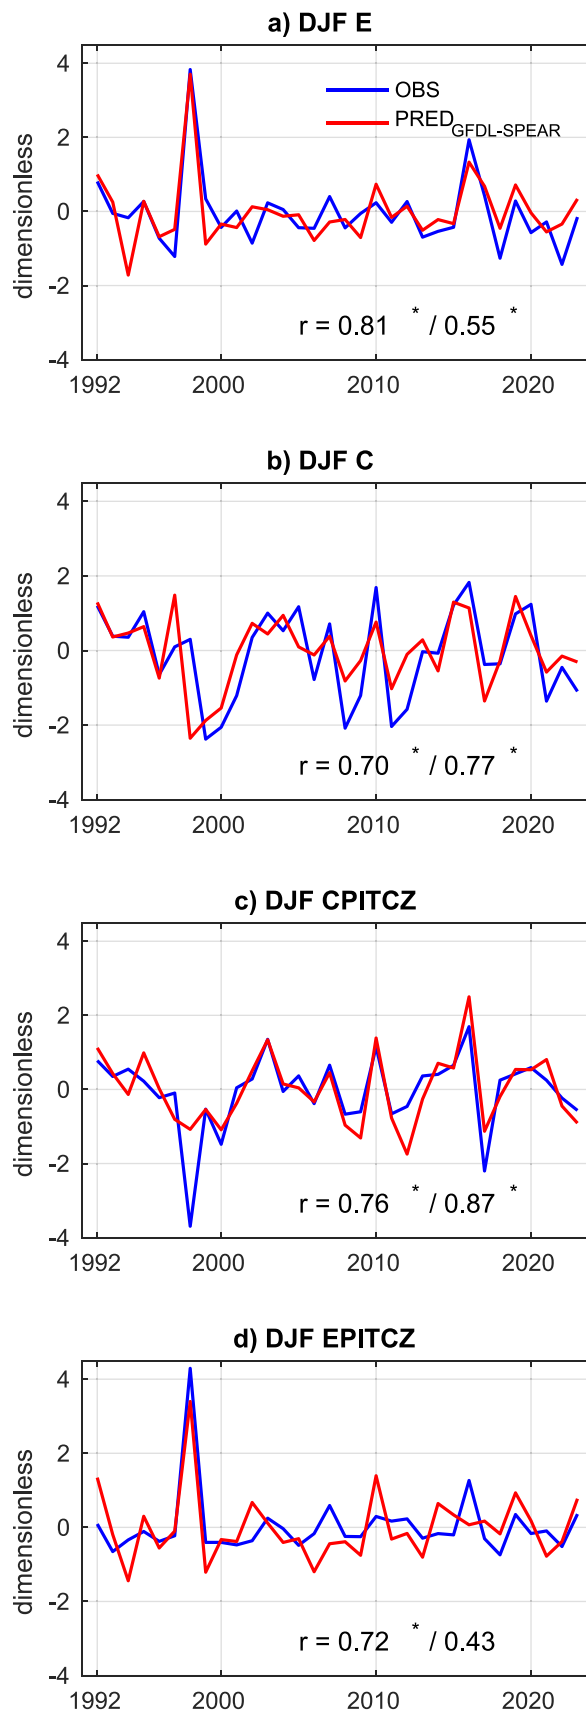 a) DJF E
4
2
0
-2
-4
dimensionless
OBS
PRED_GFDL-SPEAR
r = 0.81 * / 0.55 *
1992 2000 2010 2020
b) DJF C
4
2
0
-2
-4
dimensionless
r = 0.70 * / 0.77 *
1992 2000 2010 2020
c) DJF CPITCZ
4
2
0
-2
-4
dimensionless
r = 0.76 * / 0.87 *
1992 2000 2010 2020
d) DJF EPITCZ
4
2
0
-2
-4
dimensionless
r = 0.72 * / 0.43
1992 2000 2010 2020